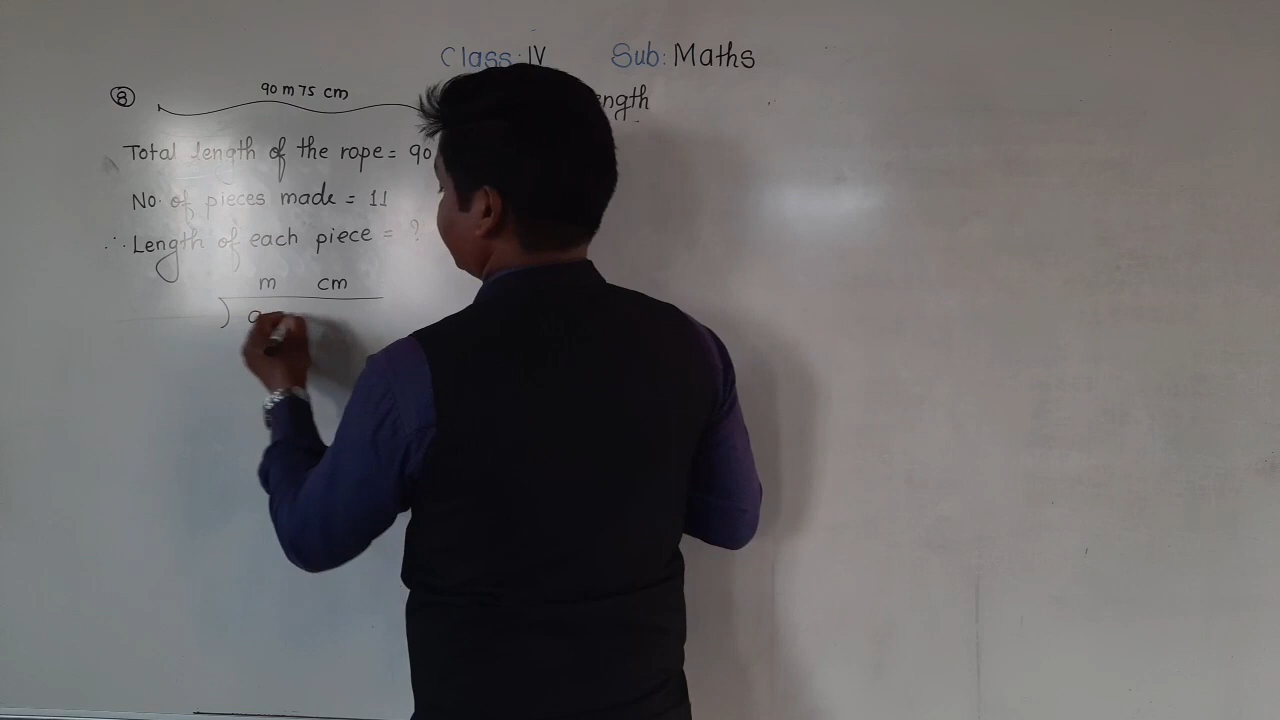 Class: IV Sub: Maths
ngth
8 90 m 75 cm
Total length of the rope = 90
No. of pieces made = 11
∴ Length of each piece = ?
m cm
)